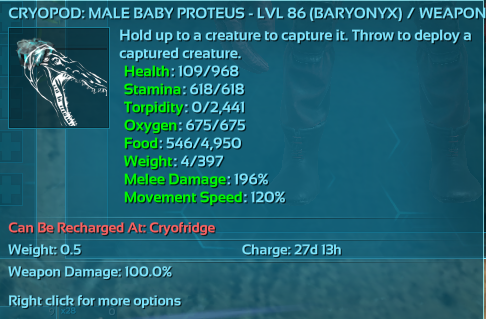 CRYOPOD: MALE BABY PROTEUS - LVL 86 (BARYONYX) / WEAPON
Hold up to a creature to capture it. Throw to deploy a
captured creature.
Health: 109/968
Stamina: 618/618
Torpidity: 0/2,441
Oxygen: 675/675
Food: 546/4,950
Weight: 4/397
Melee Damage: 196%
Movement Speed: 120%
Can Be Recharged At: Cryofridge
Weight: 0.5 Charge: 27d 13h
Weapon Damage: 100.0%
Right click for more options